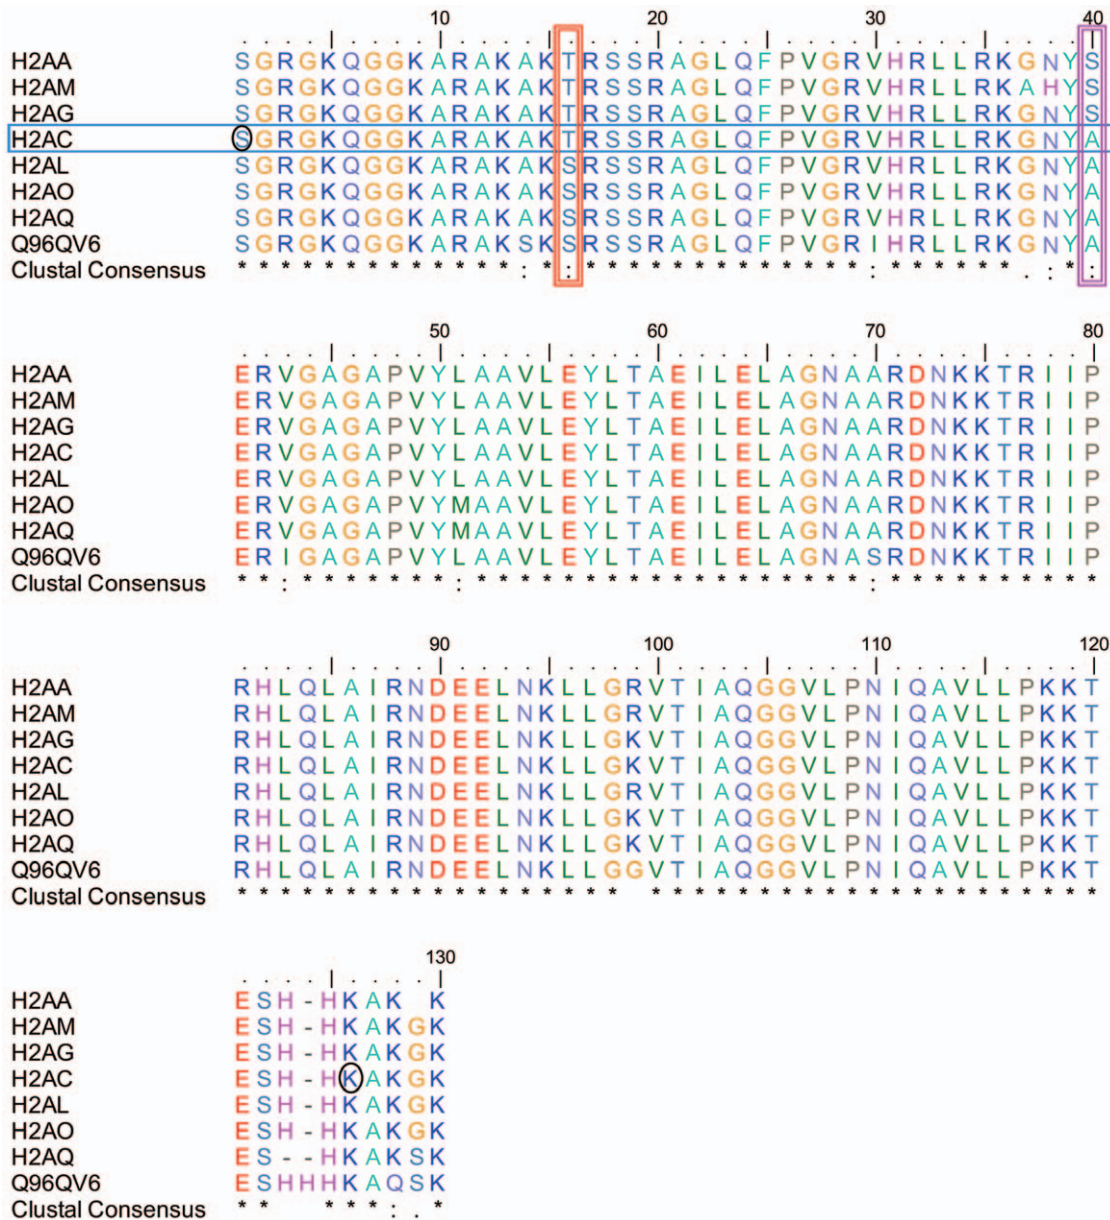 10 20 30 40
H2AA SGRGKQGGKARAKAKTRSSRAGLQFPVGRVHRLLRKGNYS
H2AM SGRGKQGGKARAKAKTRSSRAGLQFPVGRVHRLLRKAHYS
H2AG SGRGKQGGKARAKAKTRSSRAGLQFPVGRVHRLLRKGNYS
H2AC SGRGKQGGKARAKAKTRSSRAGLQFPVGRVHRLLRKGNYA
H2AL SGRGKQGGKARAKAKSRSSRAGLQFPVGRVHRLLRKGNYA
H2AO SGRGKQGGKARAKAKSRSSRAGLQFPVGRVHRLLRKGNYA
H2AQ SGRGKQGGKARAKAKSRSSRAGLQFPVGRVHRLLRKGNYA
Q96QV6 SGRGKQGGKARAKSKSRSSRAGLQFPVGRIHRLLRKGNYA
Clustal Consensus *************:*:*************:******.:*:
50 60 70 80
H2AA ERVGAGAPVYLAAVLEYLTAEILELAGNAARDNKKTRIIP
H2AM ERVGAGAPVYLAAVLEYLTAEILELAGNAARDNKKTRIIP
H2AG ERVGAGAPVYLAAVLEYLTAEILELAGNAARDNKKTRIIP
H2AC ERVGAGAPVYLAAVLEYLTAEILELAGNAARDNKKTRIIP
H2AL ERVGAGAPVYLAAVLEYLTAEILELAGNAARDNKKTRIIP
H2AO ERVGAGAPVYMAAVLEYLTAEILELAGNAARDNKKTRIIP
H2AQ ERVGAGAPVYMAAVLEYLTAEILELAGNAARDNKKTRIIP
Q96QV6 ERIGAGAPVYLAAVLEYLTAEILELAGNASRDNKKTRIIP
Clustal Consensus **:*******:******************:**********
90 100 110 120
H2AA RHLQLAIRNDEELNKLLGRVTIAQGGVLPNIQAVLLPKKT
H2AM RHLQLAIRNDEELNKLLGRVTIAQGGVLPNIQAVLLPKKT
H2AG RHLQLAIRNDEELNKLLGKVTIAQGGVLPNIQAVLLPKKT
H2AC RHLQLAIRNDEELNKLLGKVTIAQGGVLPNIQAVLLPKKT
H2AL RHLQLAIRNDEELNKLLGRVTIAQGGVLPNIQAVLLPKKT
H2AO RHLQLAIRNDEELNKLLGKVTIAQGGVLPNIQAVLLPKKT
H2AQ RHLQLAIRNDEELNKLLGKVTIAQGGVLPNIQAVLLPKKT
Q96QV6 RHLQLAIRNDEELNKLLGGVTIAQGGVLPNIQAVLLPKKT
Clustal Consensus ****************** *********************
130
H2AA ESH-HKAK K
H2AM ESH-HKAKGK
H2AG ESH-HKAKGK
H2AC ESH-HKAKGK
H2AL ESH-HKAKGK
H2AO ESH-HKAKGK
H2AQ ES--HKAKSK
Q96QV6 ESHHHKAQSK
Clustal Consensus ** ***:.*